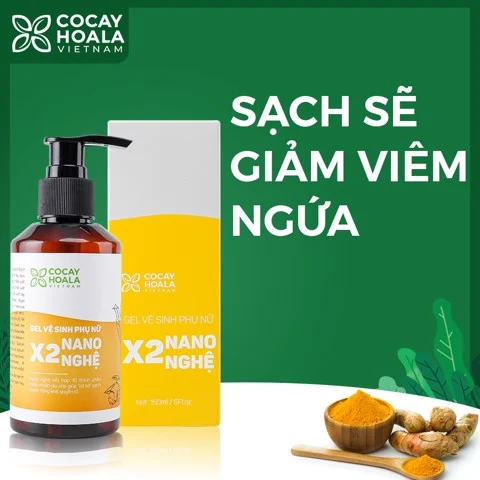 COCAY
HOALA
VIETNAM
SẠCH SẼ
GIẢM VIÊM
NGỨA
COCAY
HOALA
VIETNAM
GEL VỆ SINH PHỤ NỮ
X2 NANO
NGHỆ
COCAY
HOALA
VIETNAM
GEL VỆ SINH PHỤ NỮ
X2 NANO
NGHỆ